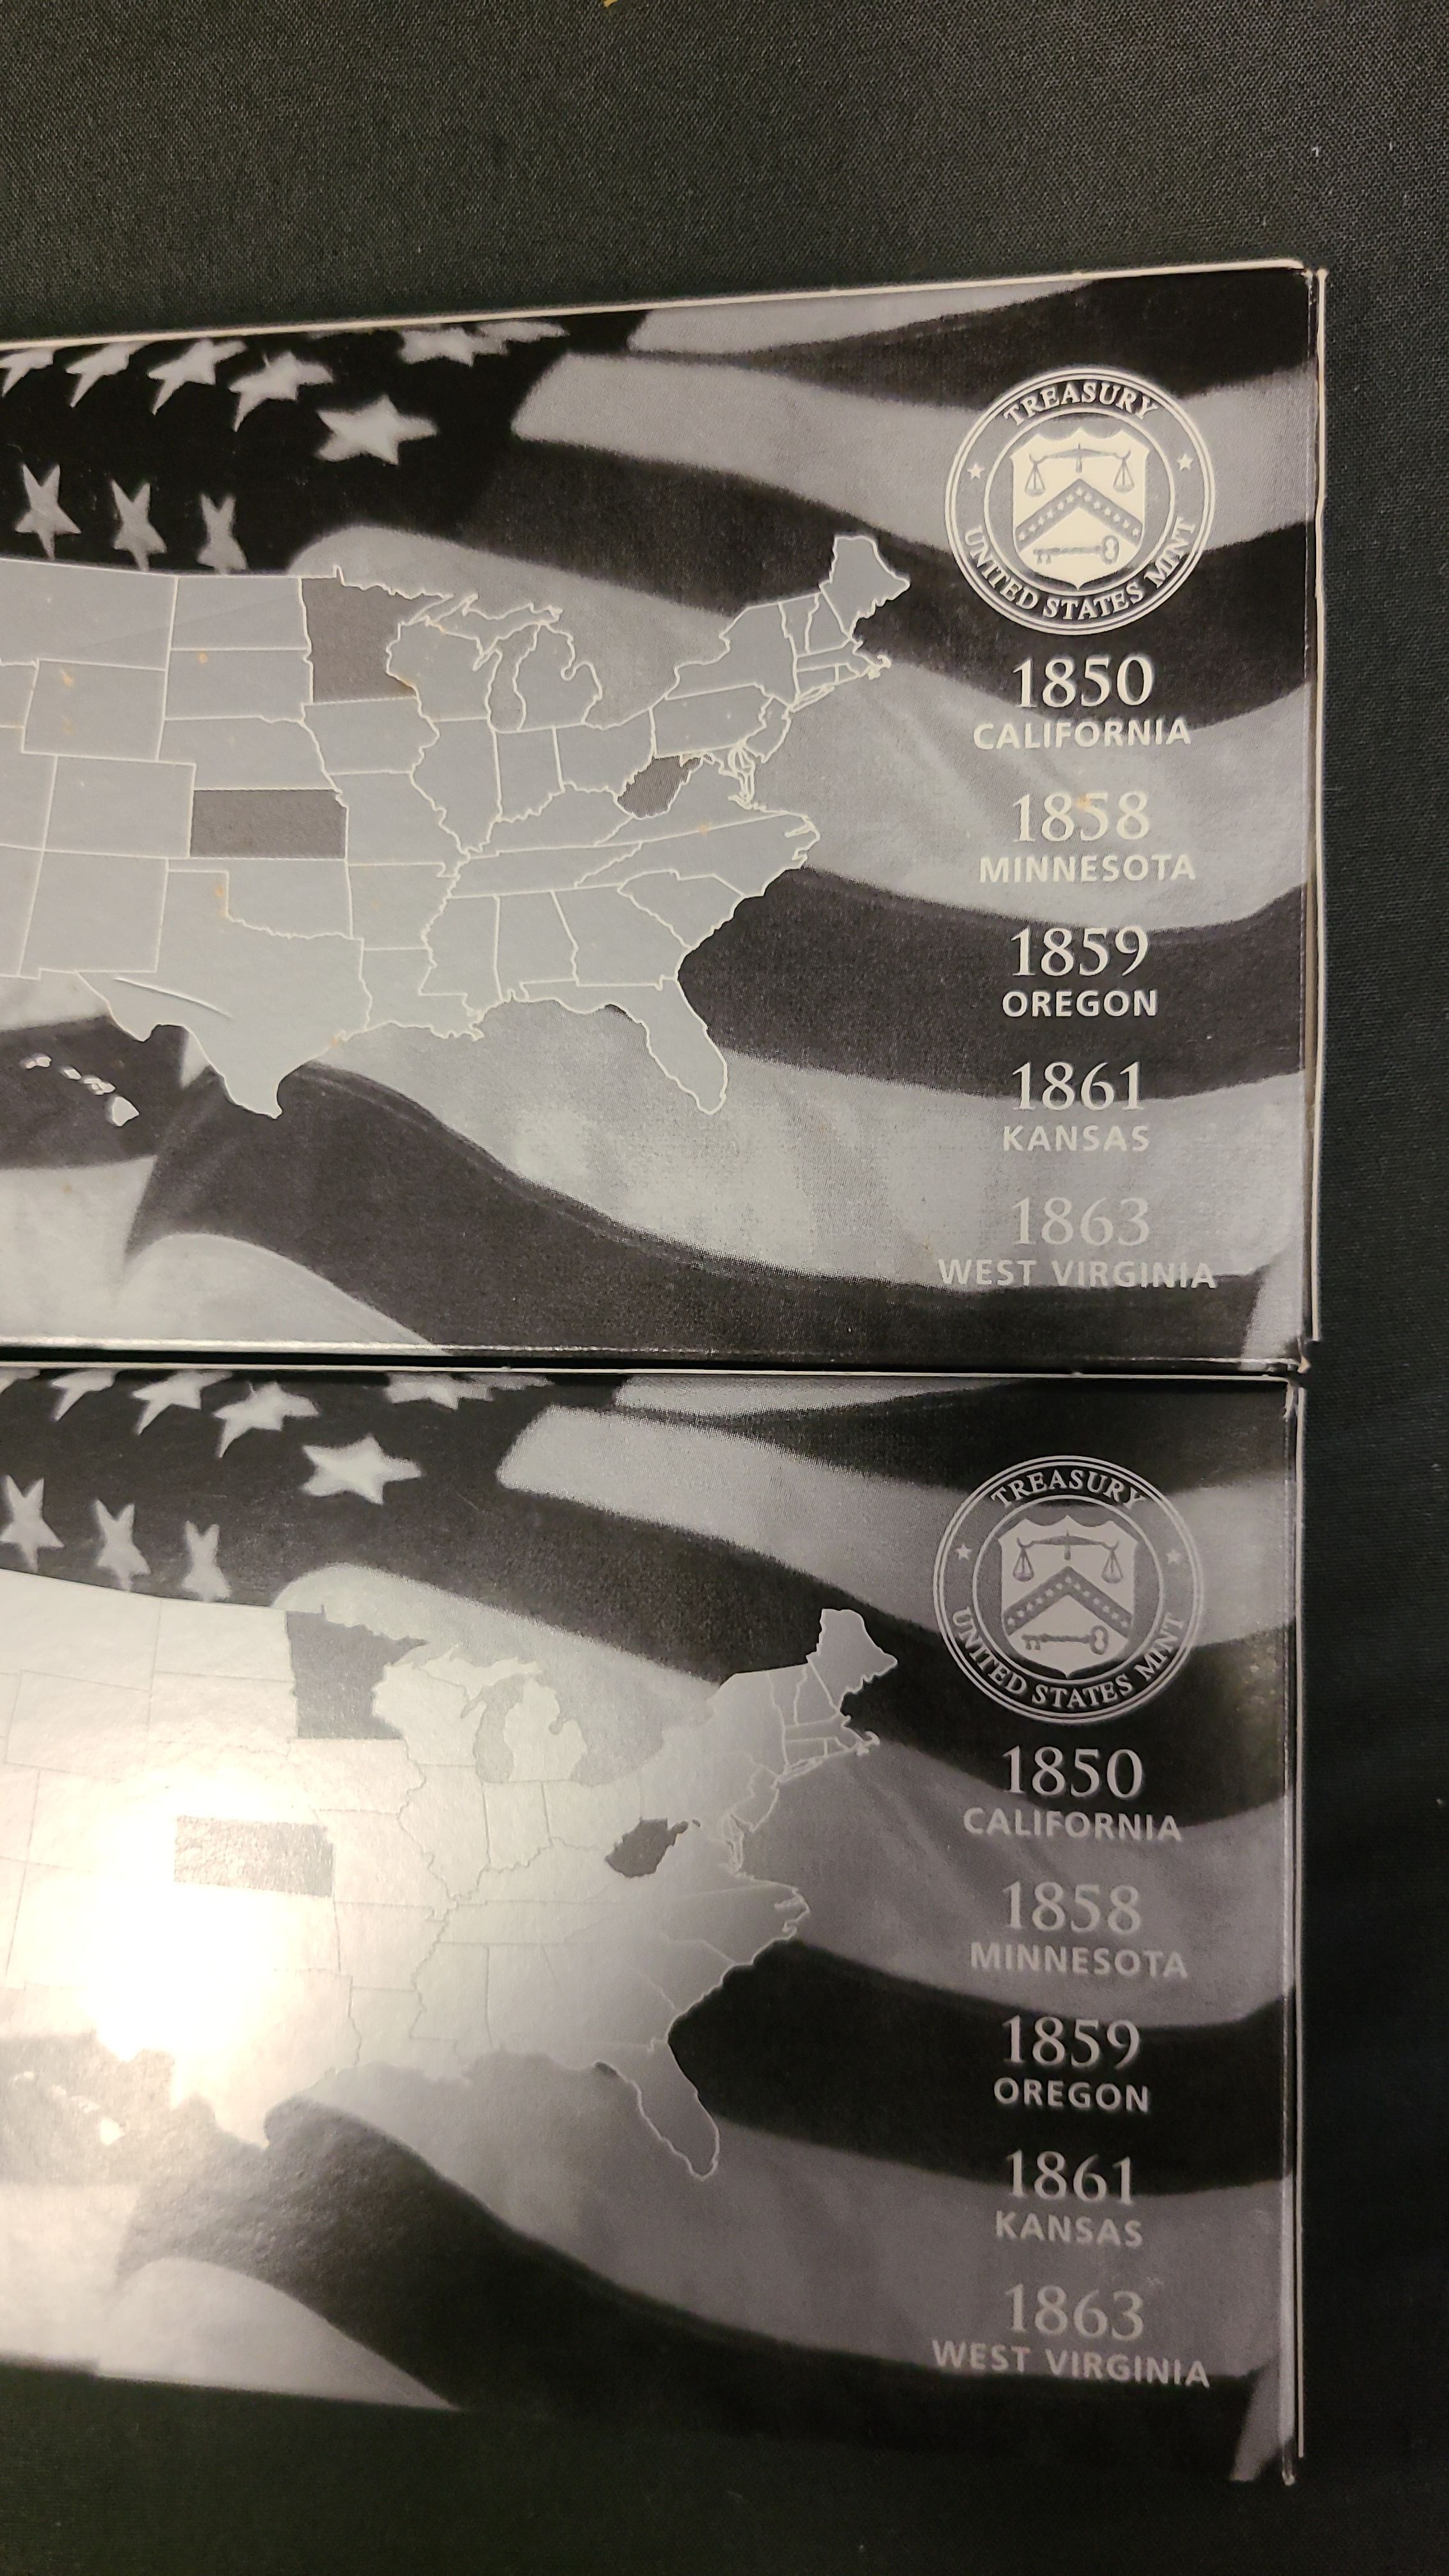 TREASURY
UNITED STATES MINT
1850
CALIFORNIA
1858
MINNESOTA
1859
OREGON
1861
KANSAS
1863
WEST VIRGINIA
TREASURY
UNITED STATES MINT
1850
CALIFORNIA
1858
MINNESOTA
1859
OREGON
1861
KANSAS
1863
WEST VIRGINIA